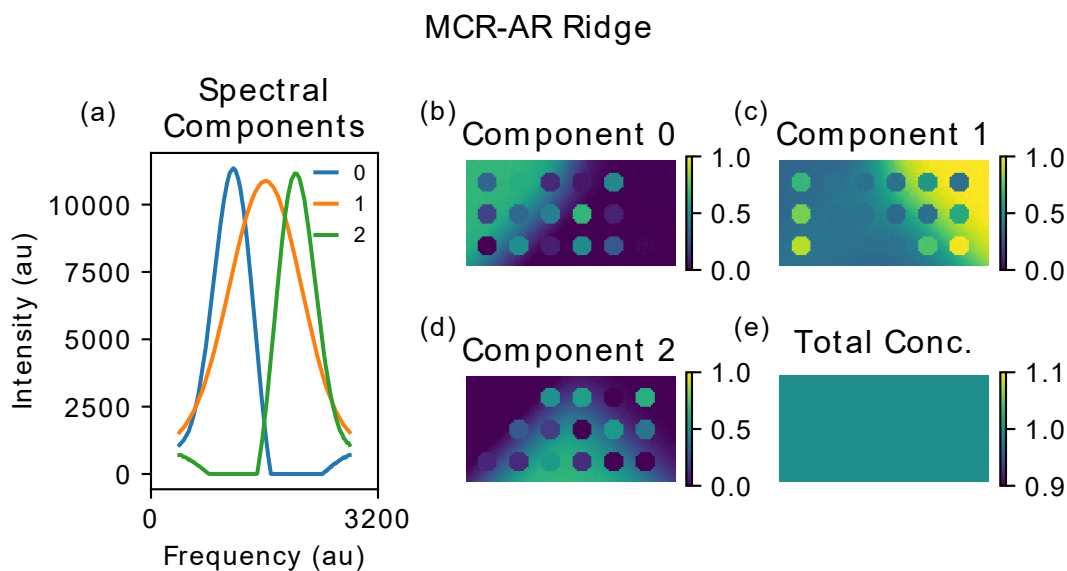 MCR-AR Ridge
(a)
Spectral
Components
0
1
2
10000
7500
5000
2500
0
Intensity (au)
0
3200
Frequency (au)
(b)
Component 0
1.0
0.5
0.0
(c)
Component 1
1.0
0.5
0.0
(d)
Component 2
1.0
0.5
0.0
(e)
Total Conc.
1.1
1.0
0.9